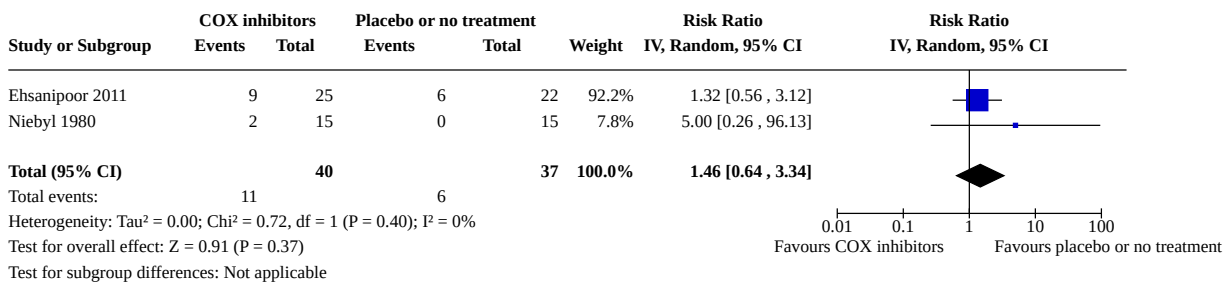 COX inhibitors Placebo or no treatment Risk Ratio Risk Ratio
Study or Subgroup Events Total Events Total Weight IV, Random, 95% CI IV, Random, 95% CI
Ehsanipoor 2011 9 25 6 22 92.2% 1.32 [0.56 , 3.12]
Niebyl 1980 2 15 0 15 7.8% 5.00 [0.26 , 96.13]
Total (95% CI) 40 37 100.0% 1.46 [0.64 , 3.34]
Total events: 11 6
Heterogeneity: Tau² = 0.00; Chi² = 0.72, df = 1 (P = 0.40); I² = 0%
0.01 0.1 1 10 100
Test for overall effect: Z = 0.91 (P = 0.37) Favours COX inhibitors Favours placebo or no treatment
Test for subgroup differences: Not applicable